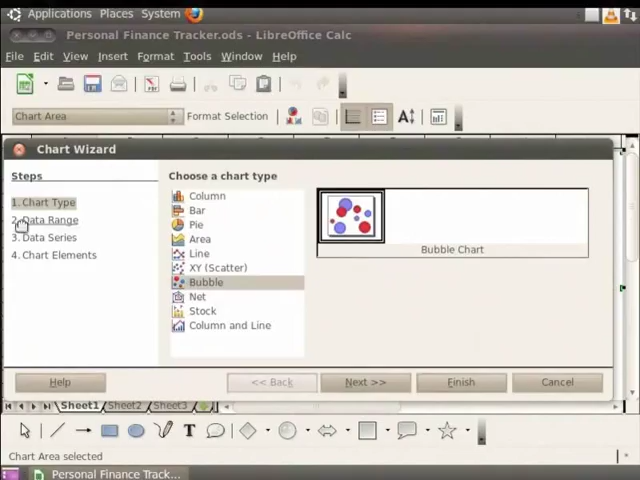 Applications Places System
Personal Finance Tracker.ods - LibreOffice Calc
File Edit View Insert Format Tools Window Help
Chart Area Format Selection
Chart Wizard
Steps
1. Chart Type
2. Data Range
3. Data Series
4. Chart Elements
Choose a chart type
Column
Bar
Pie
Area
Line
XY (Scatter)
Bubble
Net
Stock
Column and Line
Bubble Chart
Help << Back Next >> Finish Cancel
Sheet1 Sheet2 Sheet3
Chart Area selected
Personal Finance Track...